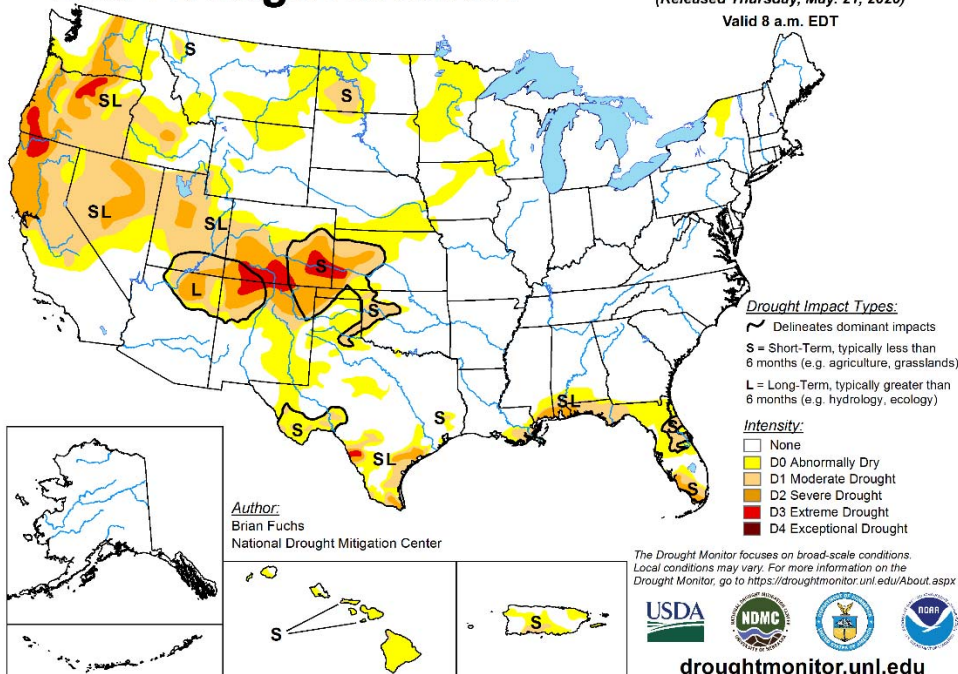 (Released Thursday, May. 21, 2020)
Valid 8 a.m. EDT
S
SL
S
SL
SL
S
L
S
S
SL
S
SL
S
S
S
Drought Impact Types:
Delineates dominant impacts
S = Short-Term, typically less than
6 months (e.g. agriculture, grasslands)
L = Long-Term, typically greater than
6 months (e.g. hydrology, ecology)
Intensity:
None
D0 Abnormally Dry
D1 Moderate Drought
D2 Severe Drought
D3 Extreme Drought
D4 Exceptional Drought
Author:
Brian Fuchs
National Drought Mitigation Center
The Drought Monitor focuses on broad-scale conditions.
Local conditions may vary. For more information on the
Drought Monitor, go to https://droughtmonitor.unl.edu/About.aspx
S
S
USDA
NDMC
NOAA
droughtmonitor.unl.edu